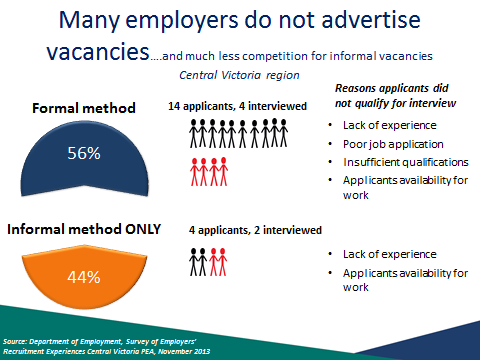 Many employers do not advertise
vacancies....and much less competition for informal vacancies
Central Victoria region
Reasons applicants did
not qualify for interview
Formal method
14 applicants, 4 interviewed
56%
• Lack of experience
• Poor job application
• Insufficient qualifications
• Applicants availability for
work
Informal method ONLY
4 applicants, 2 interviewed
44%
• Lack of experience
• Applicants availability for
work
Source: Department of Employment, Survey of Employers'
Recruitment Experiences Central Victoria PEA, November 2013